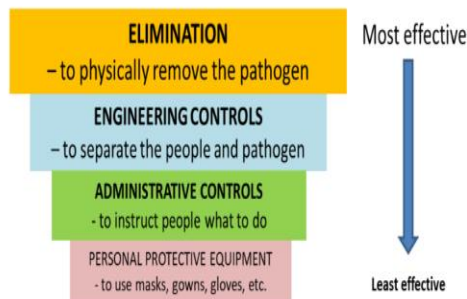 ELIMINATION
– to physically remove the pathogen
ENGINEERING CONTROLS
– to separate the people and pathogen
ADMINISTRATIVE CONTROLS
- to instruct people what to do
PERSONAL PROTECTIVE EQUIPMENT
- to use masks, gowns, gloves, etc.
Most effective
Least effective